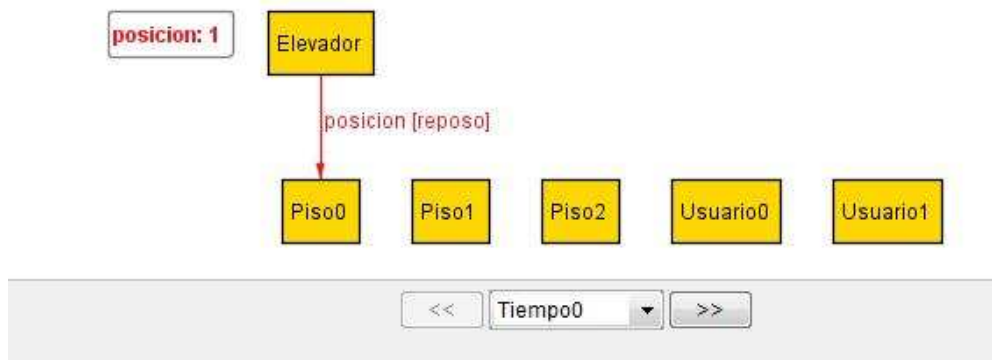 posicion: 1
Elevador
posicion [reposo]
Piso0
Piso1
Piso2
Usuario0
Usuario1
<<
Tiempo0
>>